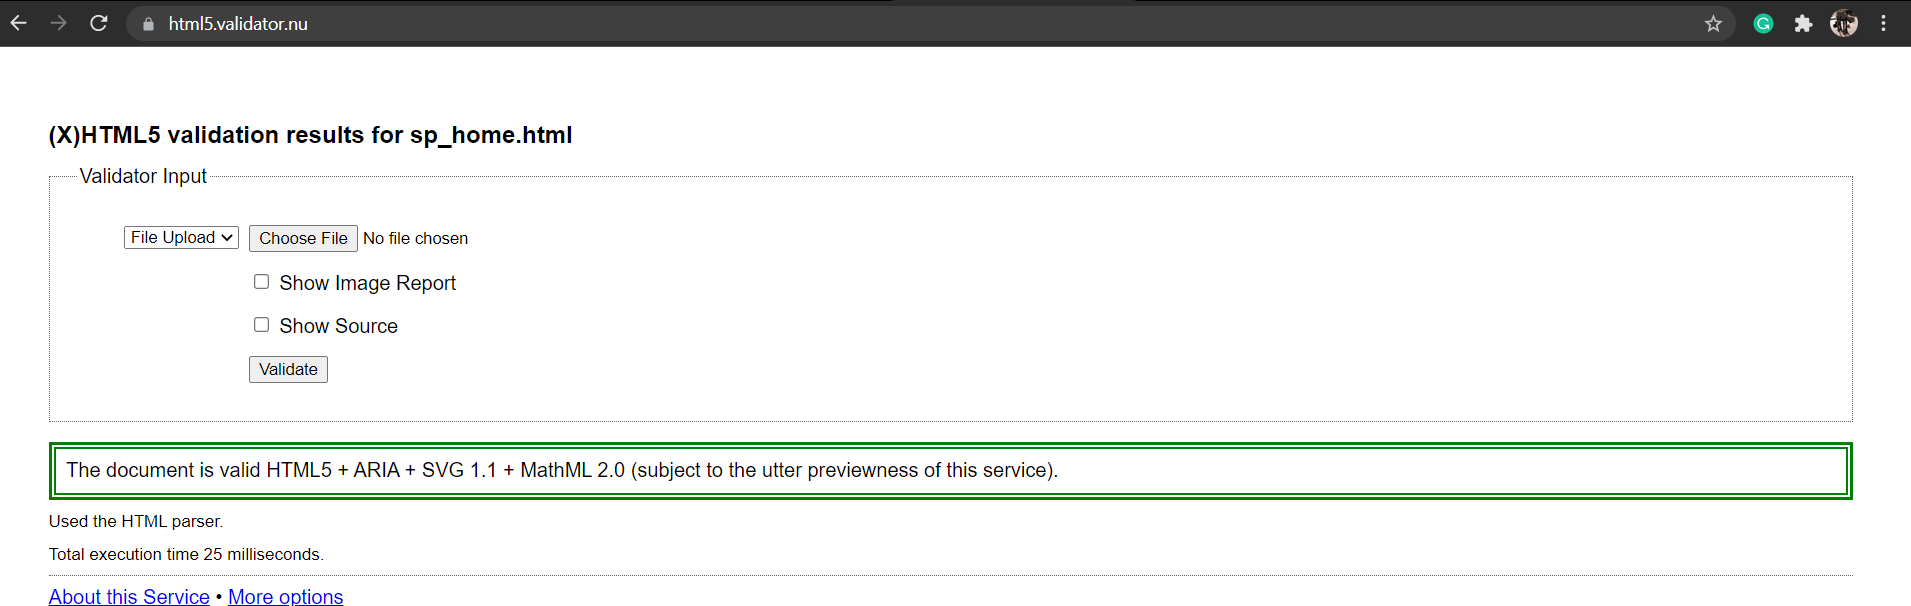 html5.validator.nu
(X)HTML5 validation results for sp_home.html
Validator Input
File Upload Choose File No file chosen
Show Image Report
Show Source
Validate
The document is valid HTML5 + ARIA + SVG 1.1 + MathML 2.0 (subject to the utter previewness of this service).
Used the HTML parser.
Total execution time 25 milliseconds.
About this Service • More options